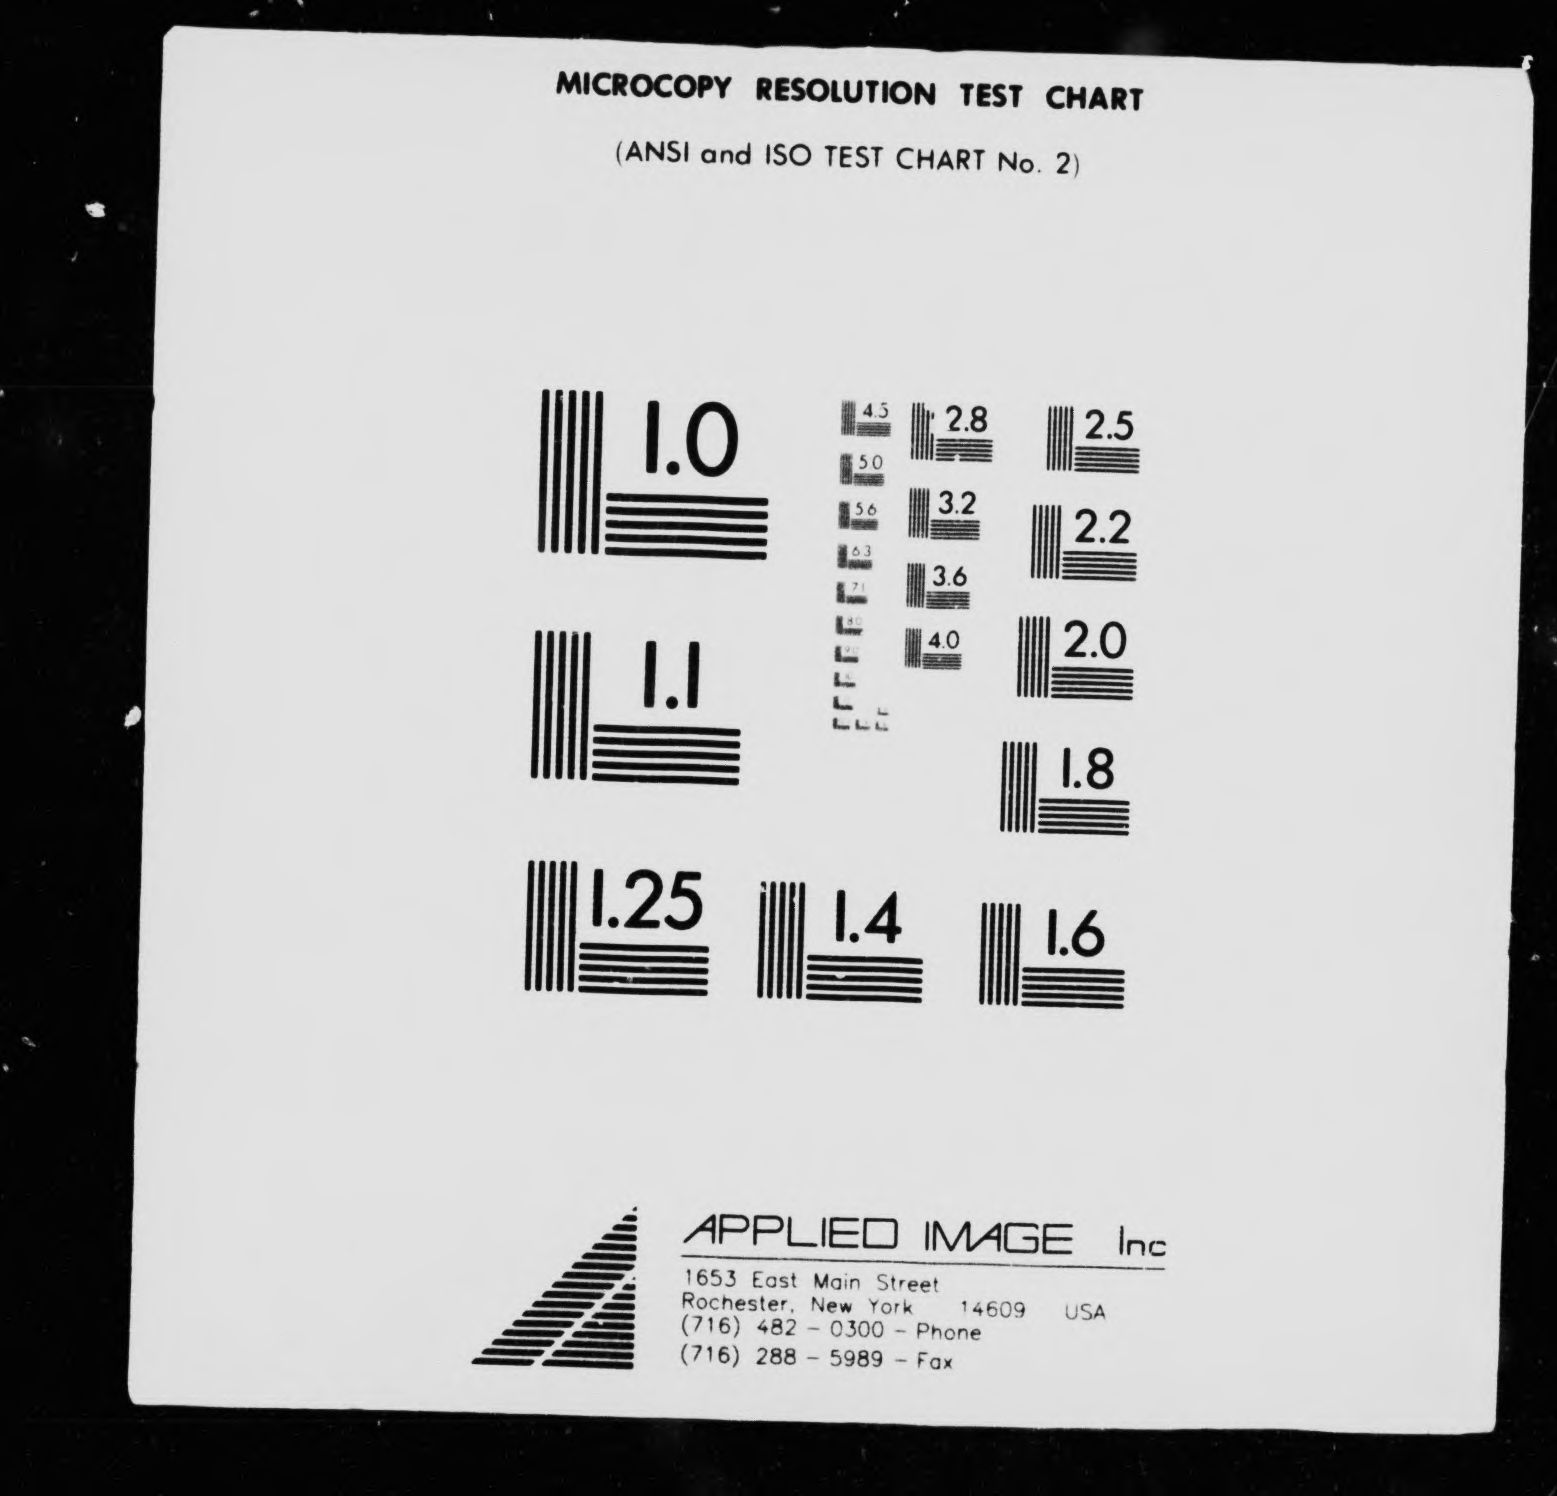 MICROCOPY RESOLUTION TEST CHART
(ANSI and ISO TEST CHART No. 2)
1.0
1.1
1.25
1.4
1.6
1.8
2.0
2.2
2.5
2.8
3.2
3.6
4.0
4.5
5.0
5.6
6.3
7.1
8.0
APPLIED IMAGE Inc
1653 East Main Street
Rochester, New York 14609 USA
(716) 482 - 0300 - Phone
(716) 288 - 5989 - Fax